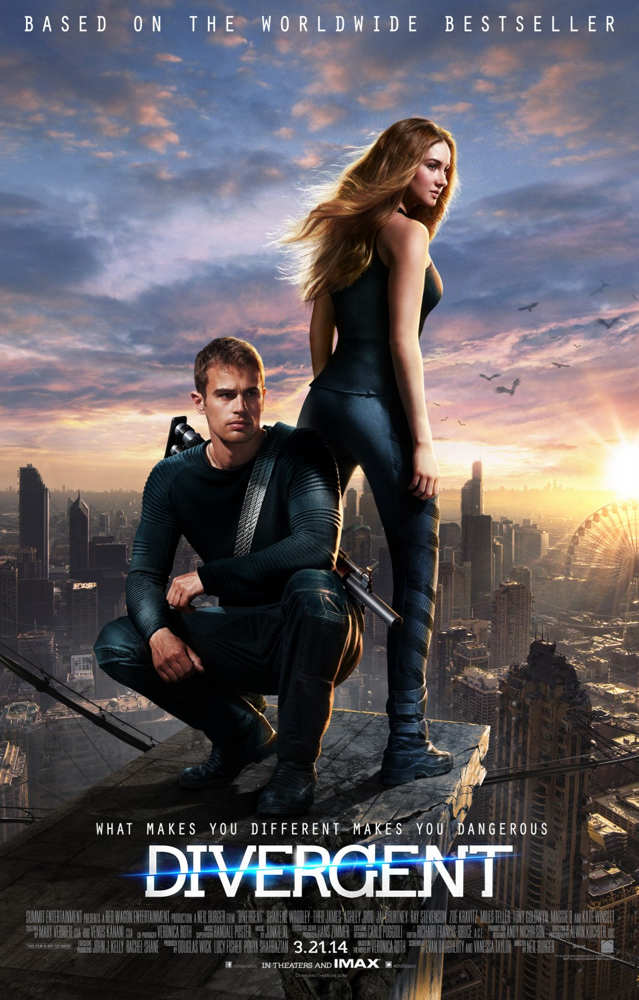 BASED ON THE WORLDWIDE BESTSELLER
WHAT MAKES YOU DIFFERENT MAKES YOU DANGEROUS
DIVERGENT
SUMMIT ENTERTAINMENT PRESENTS A RED WAGON ENTERTAINMENT PRODUCTION A NEIL BURGER FILM "DIVERGENT" SHAILENE WOODLEY THEO JAMES ASHLEY JUDD JAI COURTNEY RAY STEVENSON ZOË KRAVITZ MILES TELLER TONY GOLDWYN MAGGIE Q AND KATE WINSLET
CASTING MARY VERNIEU, CSA AND VENUS KANANI, CSA CO-PRODUCER VERONICA ROTH MUSIC SUPERVISION RANDALL POSTER MUSIC BY JUNKIE XL EXECUTIVE SCORE PRODUCER HANS ZIMMER COSTUME DESIGNER CARLO POGGIOLI EDITOR RICHARD FRANCIS-BRUCE, A.C.E. PRODUCTION DESIGNER ANDY NICHOLSON DIRECTOR OF PHOTOGRAPHY ALWIN KÜCHLER, BSC
THIS FILM IS NOT YET RATED EXECUTIVE PRODUCERS JOHN J. KELLY RACHEL SHANE PRODUCED BY DOUGLAS WICK LUCY FISHER POUYA SHAHBAZIAN 3.21.14 BASED ON THE NOVEL BY VERONICA ROTH SCREENPLAY BY EVAN DAUGHERTY AND VANESSA TAYLOR DIRECTED BY NEIL BURGER
/DIVERGENT IN THEATERS AND IMAX #DIVERGENT
DIVERGENTTHEMOVIE.COM